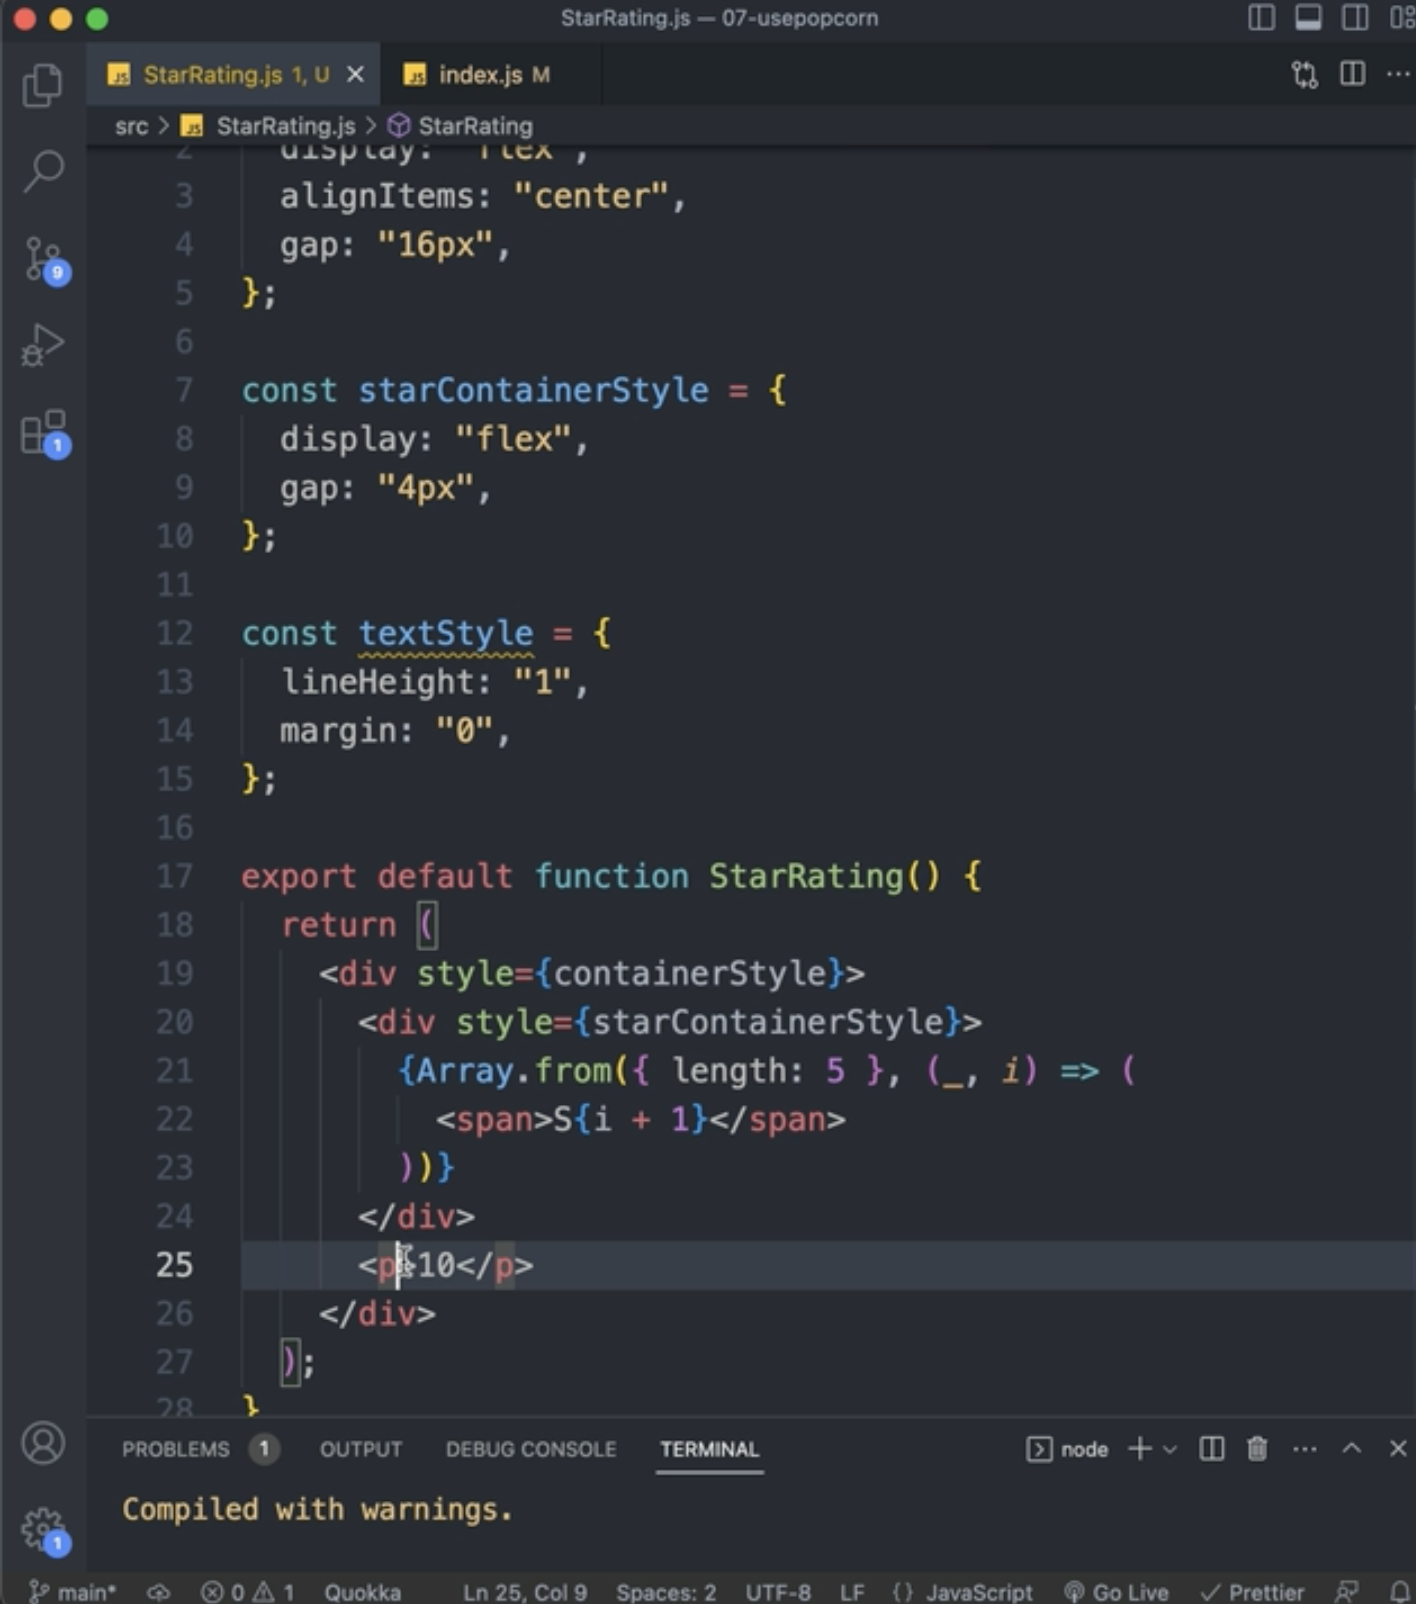 StarRating.js — 07-usepopcorn
StarRating.js 1, U
index.js M
src > StarRating.js > StarRating
2 display: "flex",
3 alignItems: "center",
4 gap: "16px",
5 };
6
7 const starContainerStyle = {
8 display: "flex",
9 gap: "4px",
10 };
11
12 const textStyle = {
13 lineHeight: "1",
14 margin: "0",
15 };
16
17 export default function StarRating() {
18 return (
19 <div style={containerStyle}>
20 <div style={starContainerStyle}>
21 {Array.from({ length: 5 }, (_, i) => (
22 <span>S{i + 1}</span>
23 ))}
24 </div>
25 <p>10</p>
26 </div>
27 );
28 }
9
1
1
PROBLEMS 1 OUTPUT DEBUG CONSOLE TERMINAL node
Compiled with warnings.
main* 0 1 Quokka Ln 25, Col 9 Spaces: 2 UTF-8 LF {} JavaScript Go Live Prettier